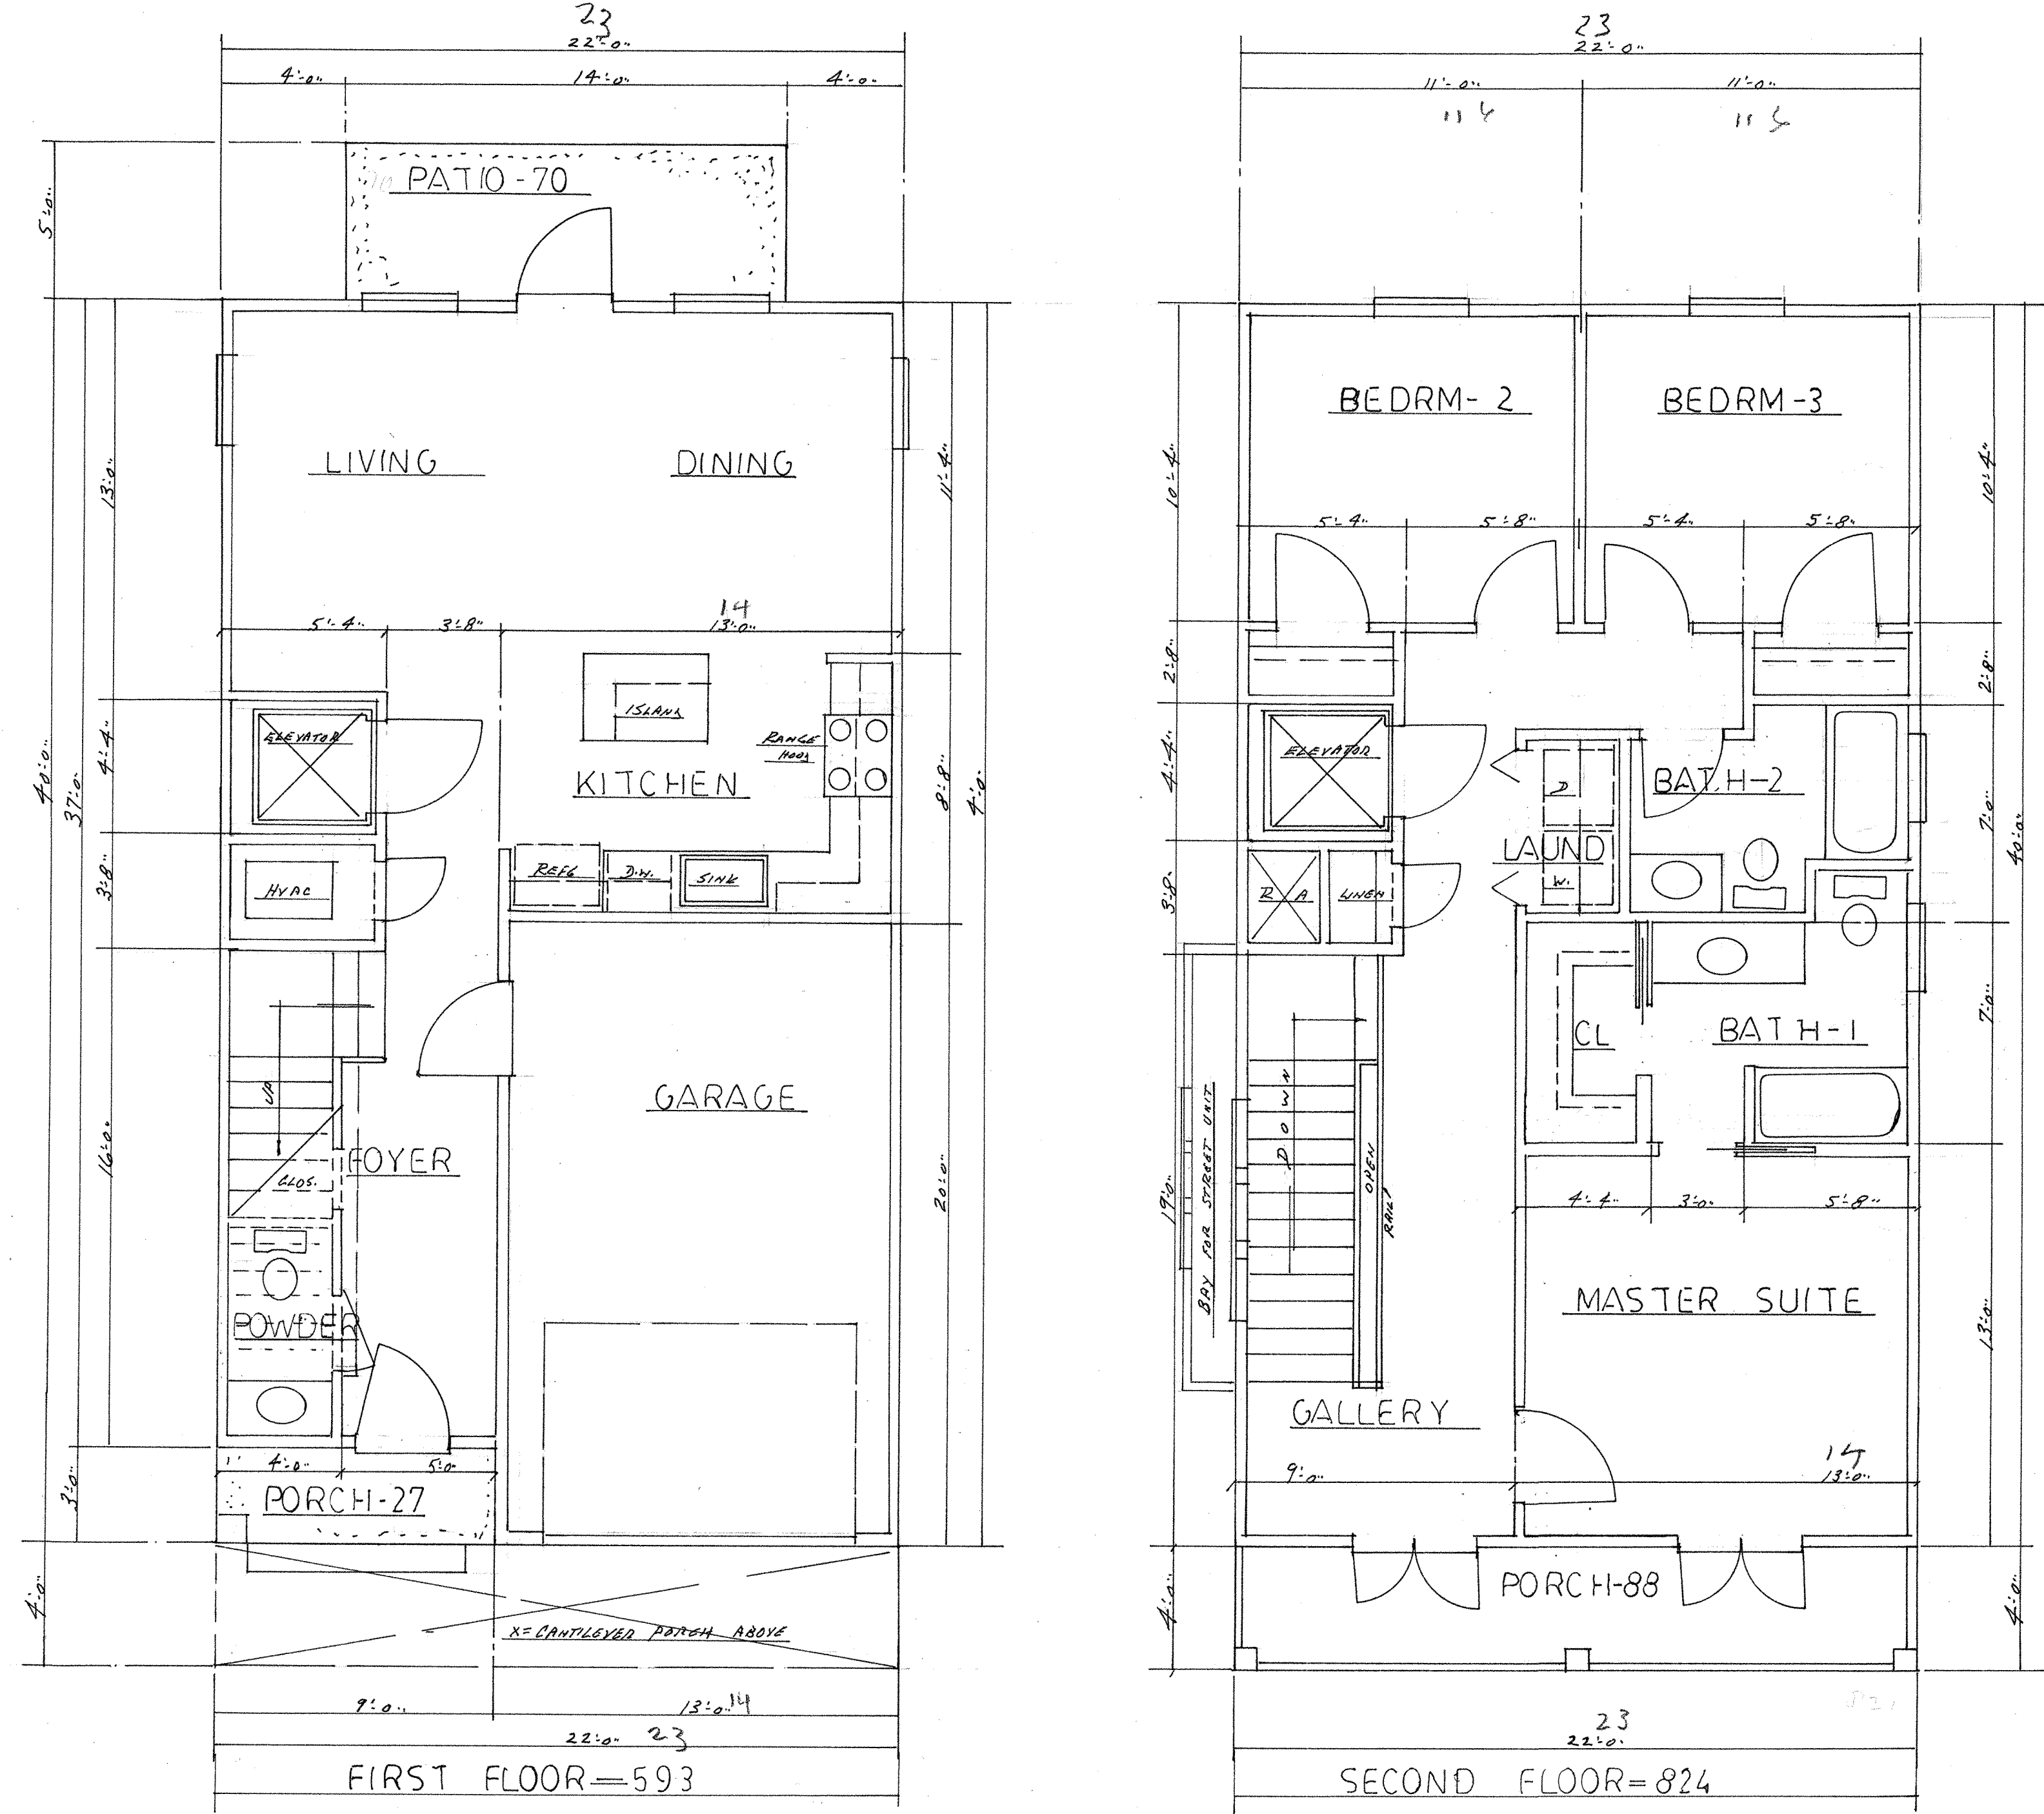 23
22'-0"
4'-0"
14'-0"
4'-0"
PATIO-70
5'-0"
LIVING
DINING
13'-0"
11'-4"
14
5'-4"
3'-8"
13'-0"
ISLAND
ELEVATOR
RANGE
HOOD
KITCHEN
4'-4"
8'-8"
40'-0"
37'-0"
4'-0"
REFG
D.W.
SINK
HVAC
3'-8"
UP
GARAGE
FOYER
CLOS.
16'-0"
20'-0"
POWDER
4'-0"
5'-0"
PORCH-27
3'-0"
4'-0"
X=CANTILEVER PORCH ABOVE
9'-0"
13'-0" 14
22'-0" 23
FIRST FLOOR=593
23
22'-0"
11'-0"
11'-0"
11 6
BEDRM-2
BEDRM-3
10'-4"
10'-4"
5'-4"
5'-8"
5'-4"
5'-8"
2'-8"
2'-8"
ELEVATOR
4'-4"
D
BATH-2
7'-0"
40'-0"
LAUND
W.
R A
LINEN
3'-8"
CL
BATH-1
7'-0"
BAY FOR STREET UNIT
DOWN
OPEN
RAIL
19'-0"
4'-4"
3'-0"
5'-8"
MASTER SUITE
13'-0"
GALLERY
14
9'-0"
13'-0"
PORCH-88
4'-0"
4'-0"
23
22'-0"
SECOND FLOOR=824